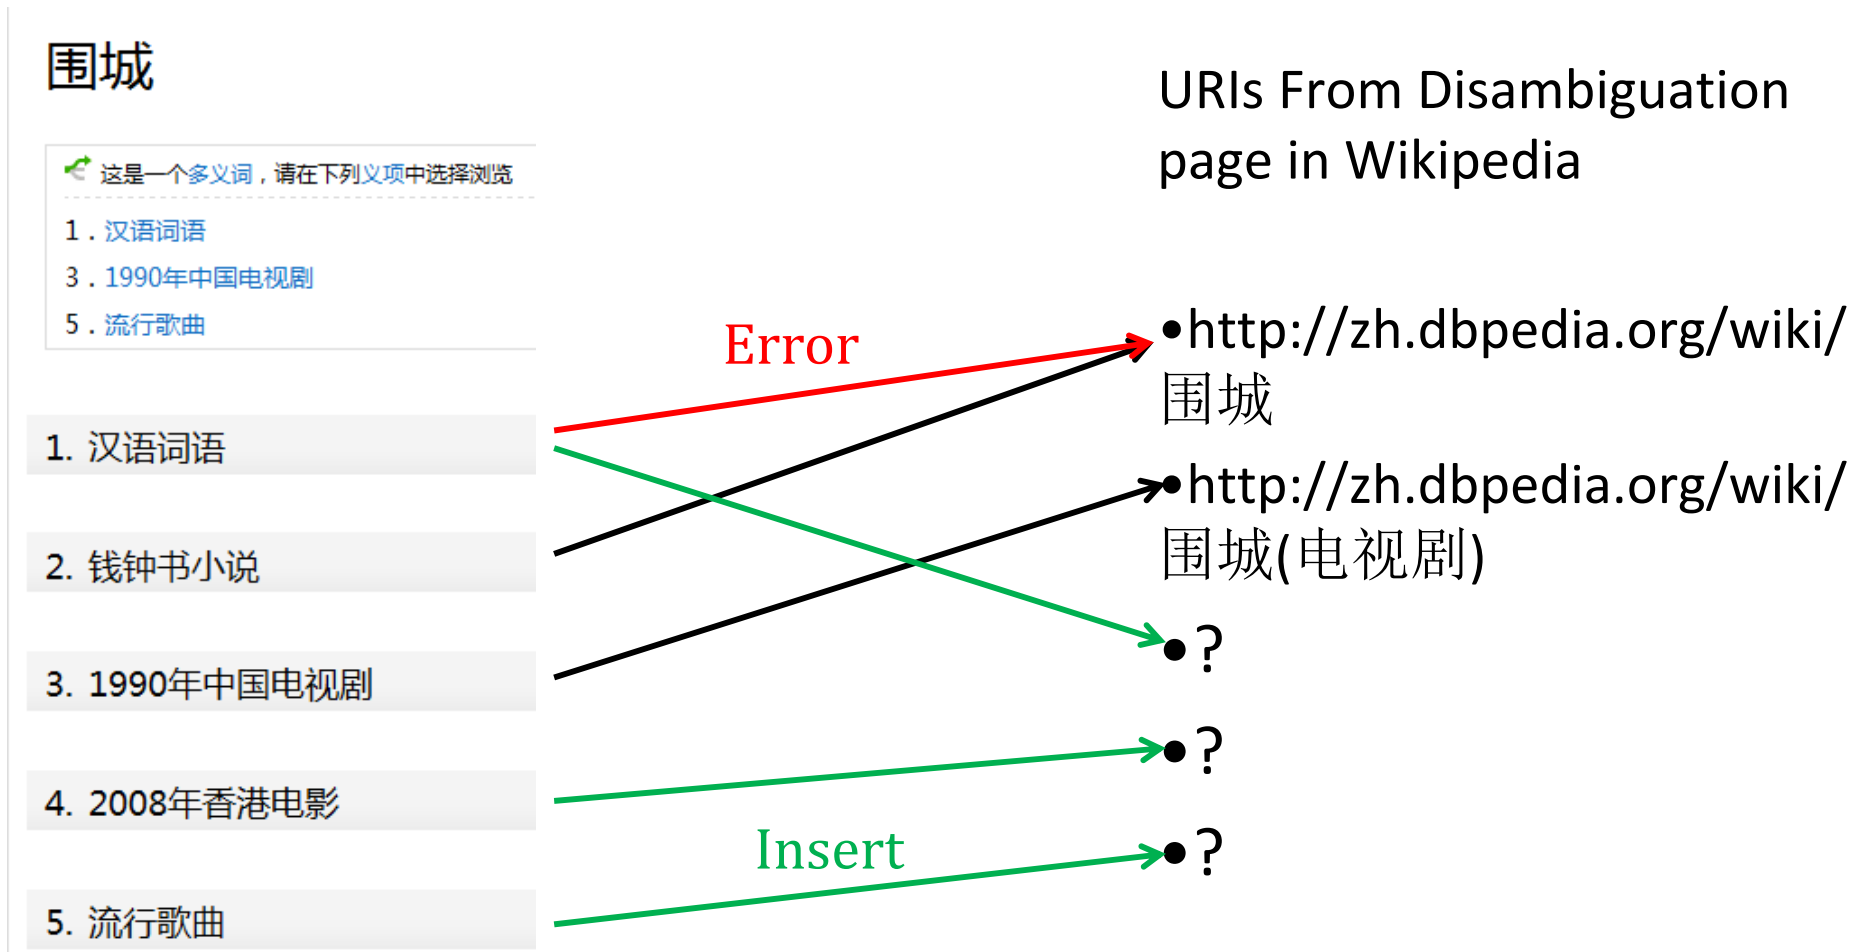 围城
这是一个多义词，请在下列义项中选择浏览
1．汉语词语
3．1990年中国电视剧
5．流行歌曲
1. 汉语词语
2. 钱钟书小说
3. 1990年中国电视剧
4. 2008年香港电影
5. 流行歌曲
Error
Insert
URIs From Disambiguation
page in Wikipedia
•http://zh.dbpedia.org/wiki/
围城
•http://zh.dbpedia.org/wiki/
围城(电视剧)
•?
•?
•?